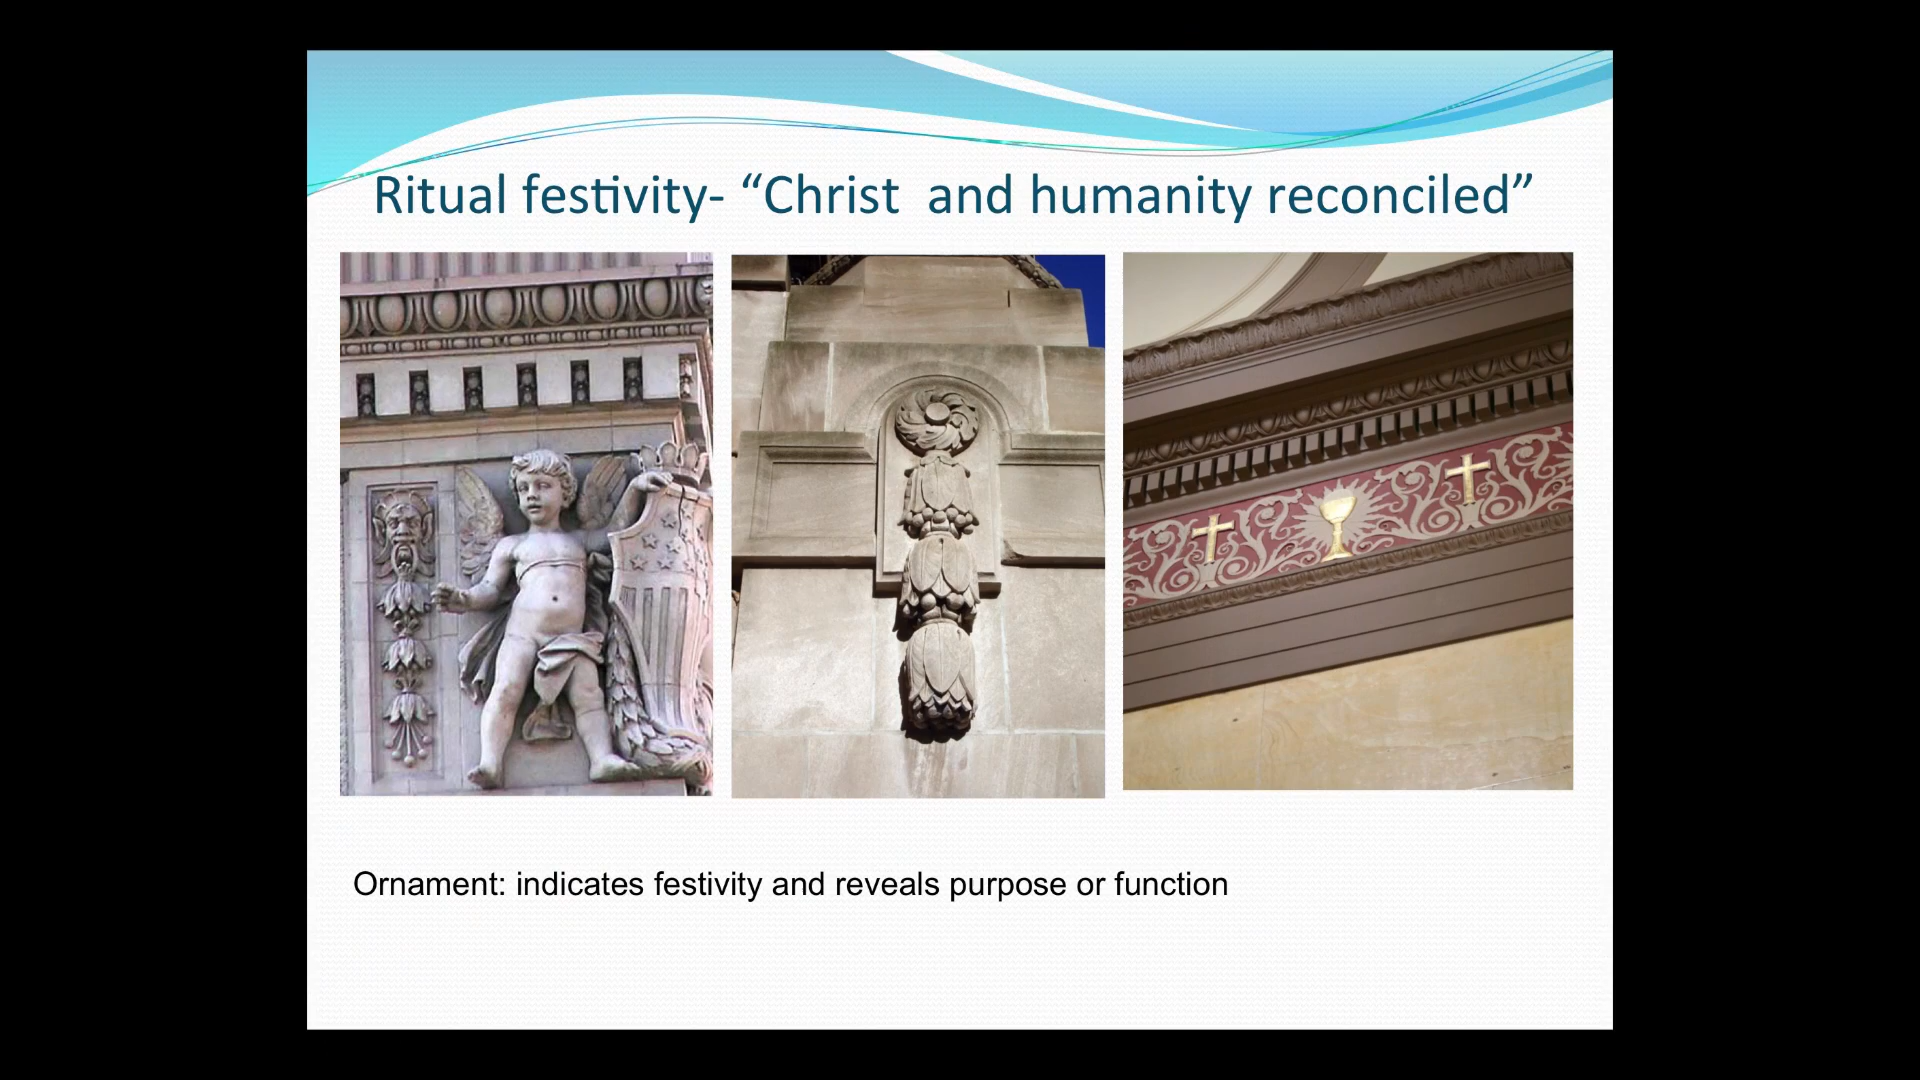 Ritual festivity- “Christ  and humanity reconciled”
Ornament: indicates festivity and reveals purpose or function